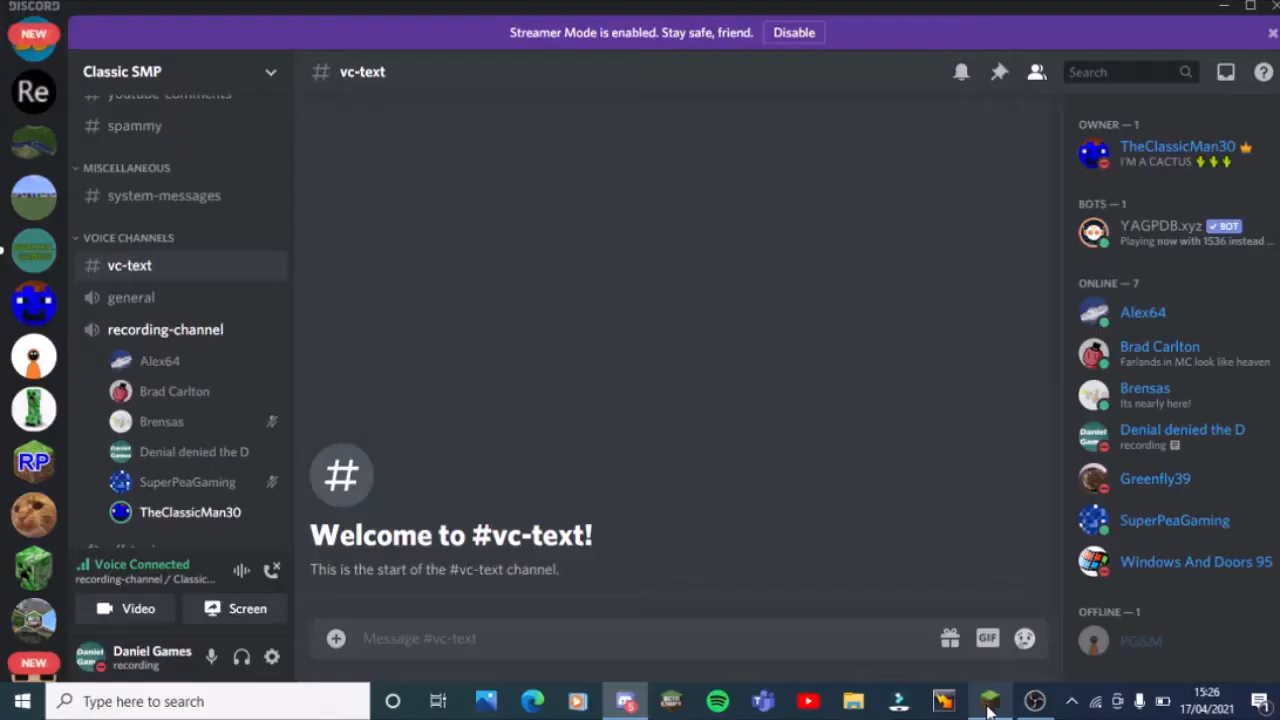 DISCORD
NEW
Streamer Mode is enabled. Stay safe, friend.
Disable
Re
RP
NEW
Classic SMP
youtube-comments
spammy
MISCELLANEOUS
system-messages
VOICE CHANNELS
vc-text
general
recording-channel
Alex64
Brad Carlton
Brensas
Denial denied the D
SuperPeaGaming
TheClassicMan30
Voice Connected
recording-channel / Classic...
Video
Screen
Daniel Games
recording
vc-text
Search
Welcome to #vc-text!
This is the start of the #vc-text channel.
Message #vc-text
GIF
OWNER — 1
TheClassicMan30
I'M A CACTUS
BOTS — 1
YAGPDB.xyz ✓ BOT
Playing now with 1536 instead ...
ONLINE — 7
Alex64
Brad Carlton
Farlands in MC look like heaven
Brensas
Its nearly here!
Denial denied the D
recording
Greenfly39
SuperPeaGaming
Windows And Doors 95
OFFLINE — 1
PG&M
Type here to search
5
15:26
17/04/2021
1